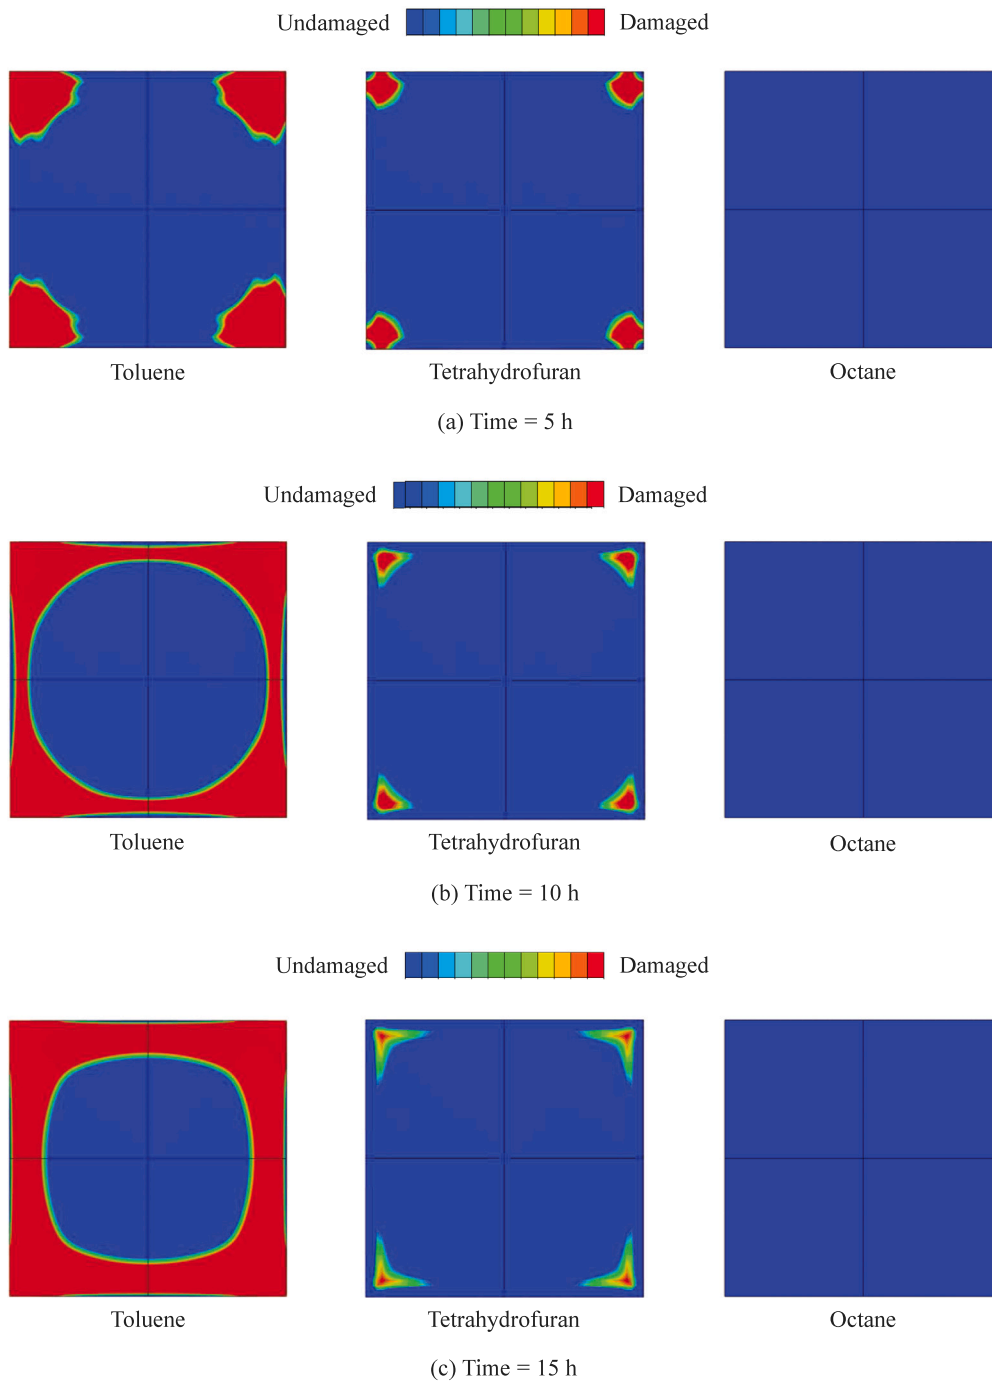 Undamaged Damaged
Toluene Tetrahydrofuran Octane
(a) Time = 5 h
Undamaged Damaged
Toluene Tetrahydrofuran Octane
(b) Time = 10 h
Undamaged Damaged
Toluene Tetrahydrofuran Octane
(c) Time = 15 h